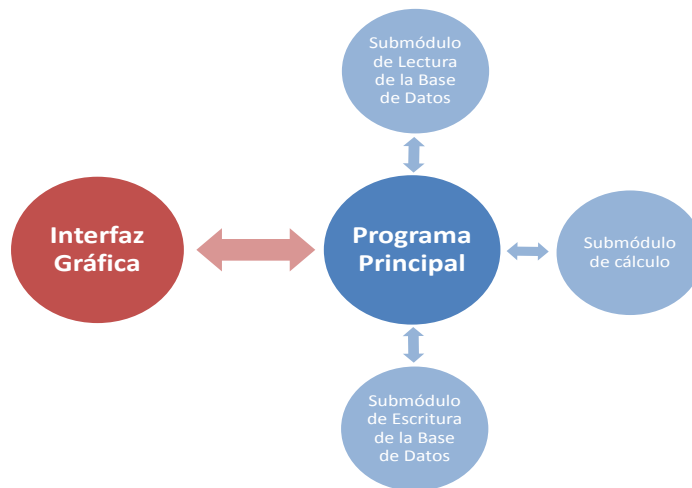 Submódulo
de Lectura
de la Base
de Datos
Interfaz
Gráfica
Programa
Principal
Submódulo
de cálculo
Submódulo
de Escritura
de la Base
de Datos